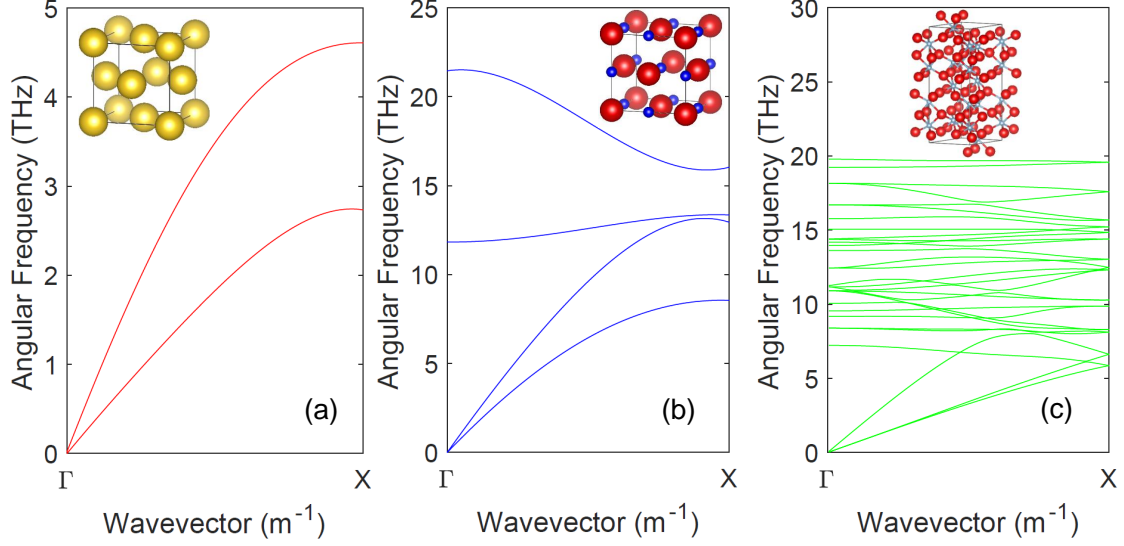 Angular Frequency (THz)
5
4
3
2
1
0
Γ
X
(a)
Wavevector (m⁻¹)
Angular Frequency (THz)
25
20
15
10
5
0
Γ
X
(b)
Wavevector (m⁻¹)
Angular Frequency (THz)
30
25
20
15
10
5
0
Γ
X
(c)
Wavevector (m⁻¹)